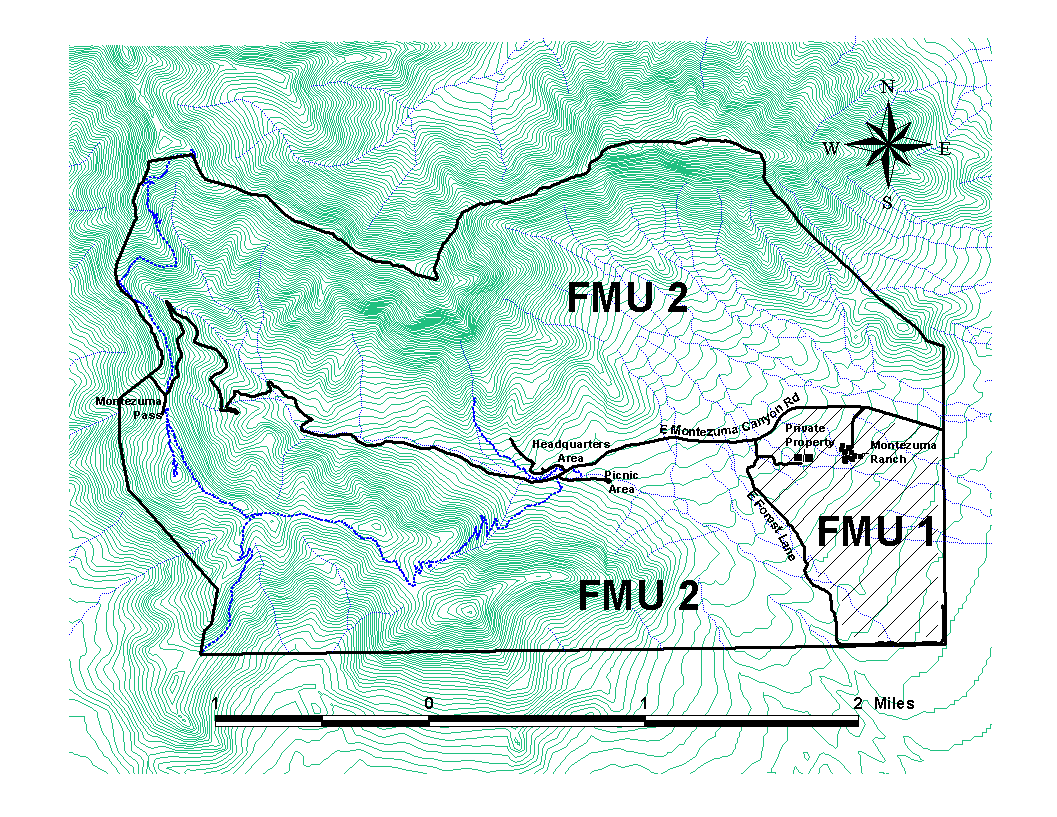 N
W E
S
FMU 2
Montezuma
Pass
E Montezuma Canyon Rd
Private
Property
Headquarters
Area
Montezuma
Ranch
Picnic
Area
E Forest Lane
FMU 1
FMU 2
1 0 1 2 Miles